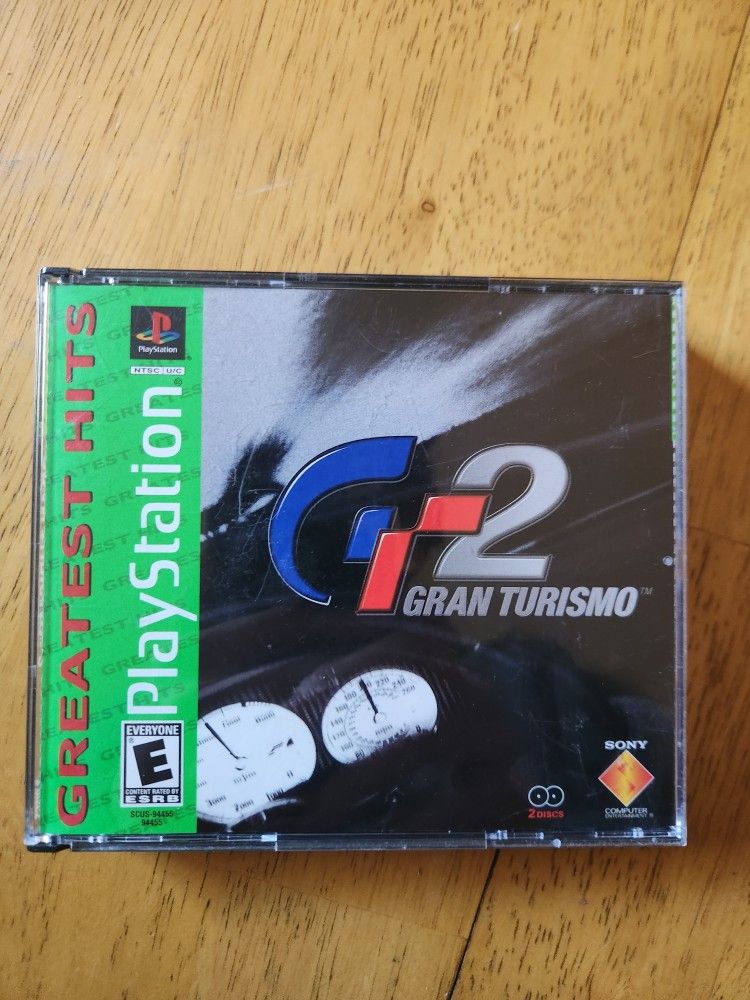 GREATEST HITS
PlayStation
NTSC U/C
PlayStation®
EVERYONE
E
®
CONTENT RATED BY
ESRB
SCUS-94455
94455
GT2
GRAN TURISMO™
2 DISCS
SONY
COMPUTER
ENTERTAINMENT